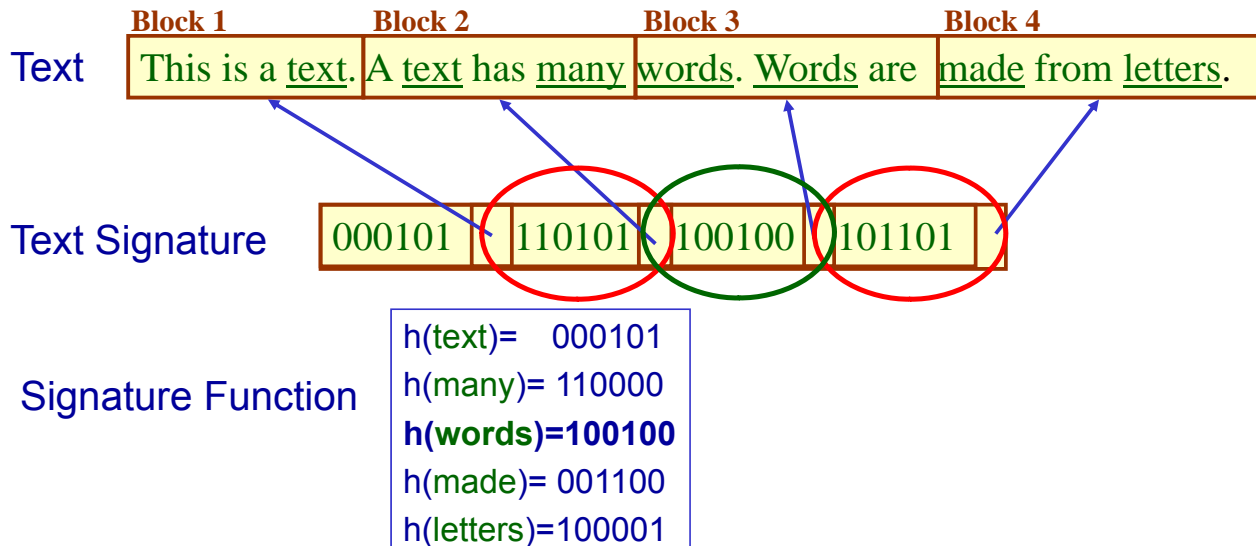 Block 1 Block 2 Block 3 Block 4
Text This is a text. A text has many words. Words are made from letters.
Text Signature 000101 110101 100100 101101
Signature Function
h(text)= 000101
h(many)= 110000
h(words)=100100
h(made)= 001100
h(letters)=100001